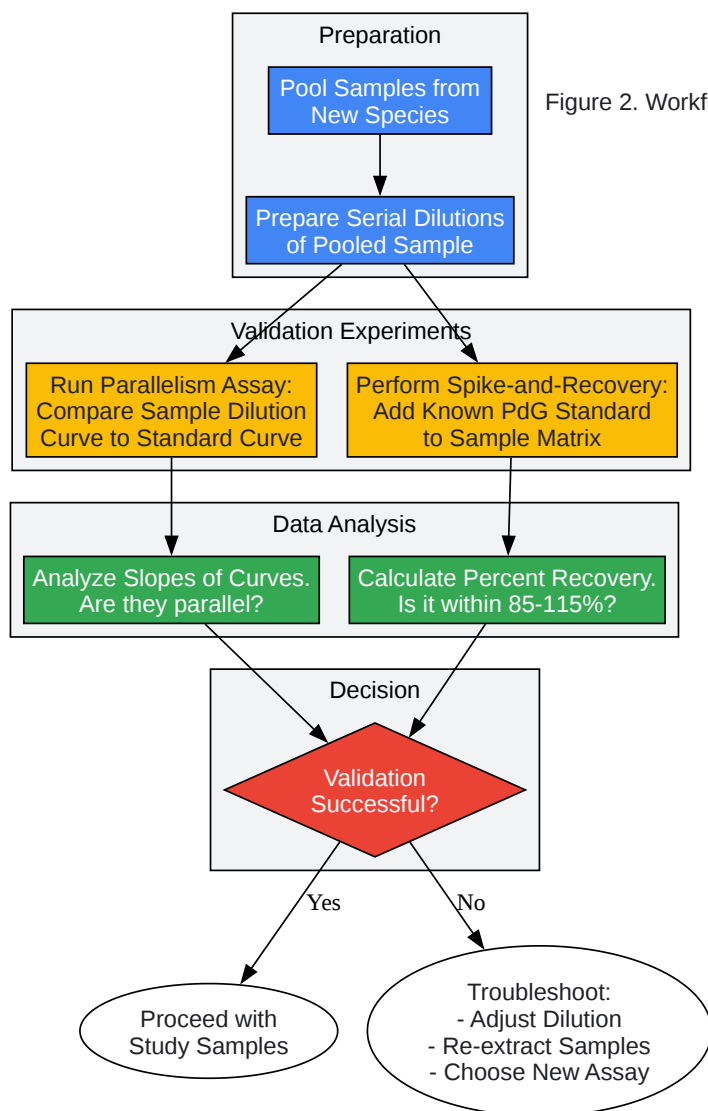 Preparation
Pool Samples from
New Species
Figure 2. Workf
Prepare Serial Dilutions
of Pooled Sample
Validation Experiments
Run Parallelism Assay:
Compare Sample Dilution
Curve to Standard Curve
Perform Spike-and-Recovery:
Add Known PdG Standard
to Sample Matrix
Data Analysis
Analyze Slopes of Curves.
Are they parallel?
Calculate Percent Recovery.
Is it within 85-115%?
Decision
Validation
Successful?
Yes
No
Proceed with
Study Samples
Troubleshoot:
- Adjust Dilution
- Re-extract Samples
- Choose New Assay